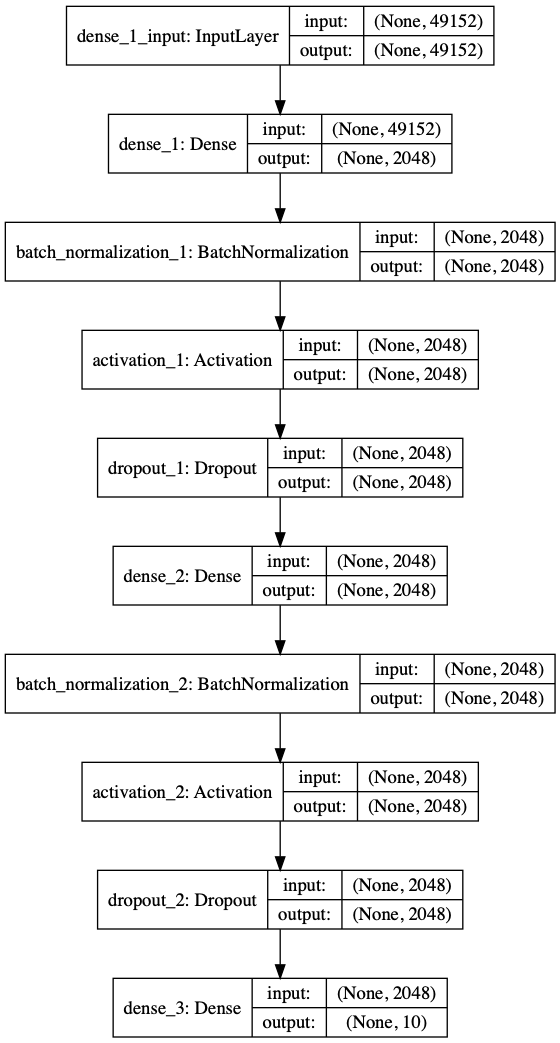 dense_1_input: InputLayer
input: (None, 49152)
output: (None, 49152)
dense_1: Dense
input: (None, 49152)
output: (None, 2048)
batch_normalization_1: BatchNormalization
input: (None, 2048)
output: (None, 2048)
activation_1: Activation
input: (None, 2048)
output: (None, 2048)
dropout_1: Dropout
input: (None, 2048)
output: (None, 2048)
dense_2: Dense
input: (None, 2048)
output: (None, 2048)
batch_normalization_2: BatchNormalization
input: (None, 2048)
output: (None, 2048)
activation_2: Activation
input: (None, 2048)
output: (None, 2048)
dropout_2: Dropout
input: (None, 2048)
output: (None, 2048)
dense_3: Dense
input: (None, 2048)
output: (None, 10)